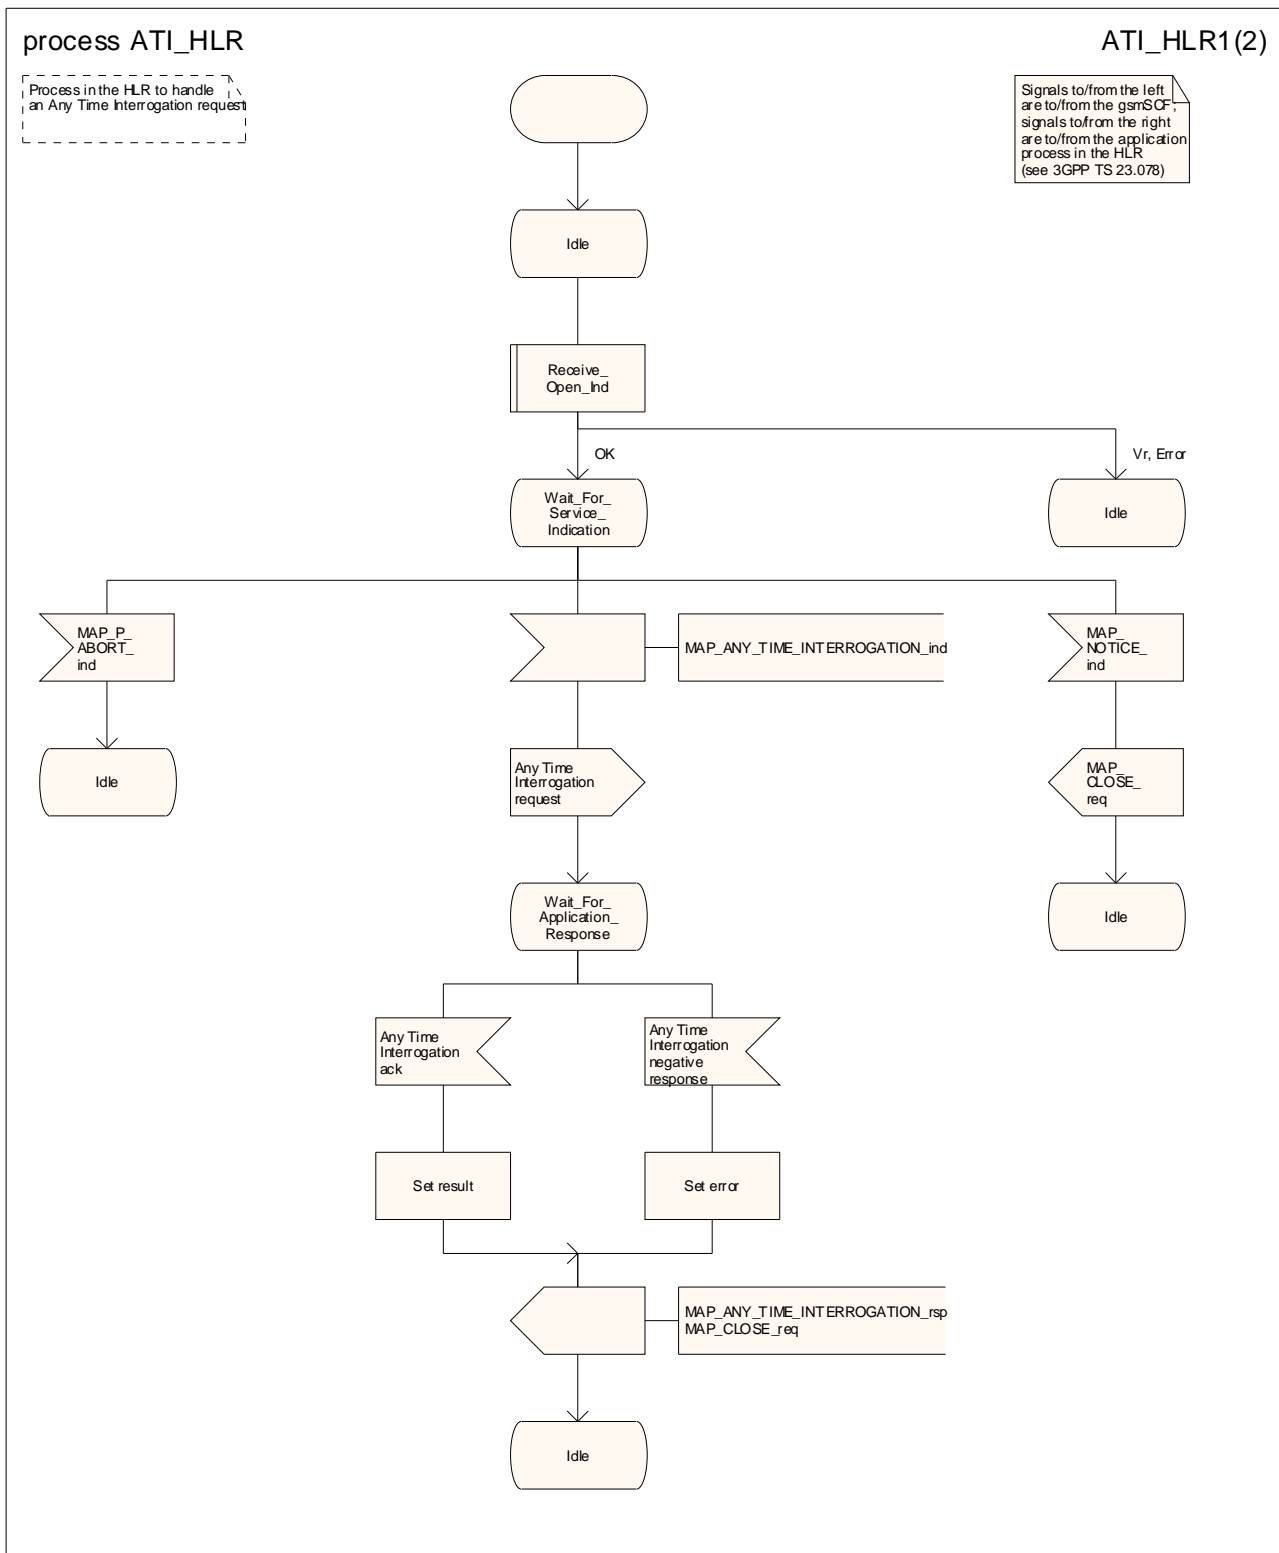 process ATI_HLR
ATI_HLR1(2)
Process in the HLR to handle
an Any Time Interrogation request
Signals to/from the left
are to/from the gsmSCF;
signals to/from the right
are to/from the application
process in the HLR
(see 3GPP TS 23.078)
Idle
Receive_
Open_Ind
OK
Vr, Error
Wait_For_
Service_
Indication
Idle
MAP_P_
ABORT_
ind
MAP_ANY_TIME_INTERROGATION_ind
MAP_
NOTICE_
ind
Idle
Any Time
Interrogation
request
MAP_
CLOSE_
req
Wait_For_
Application_
Response
Idle
Any Time
Interrogation
ack
Any Time
Interrogation
negative
response
Set result
Set error
MAP_ANY_TIME_INTERROGATION_rsp
MAP_CLOSE_req
Idle